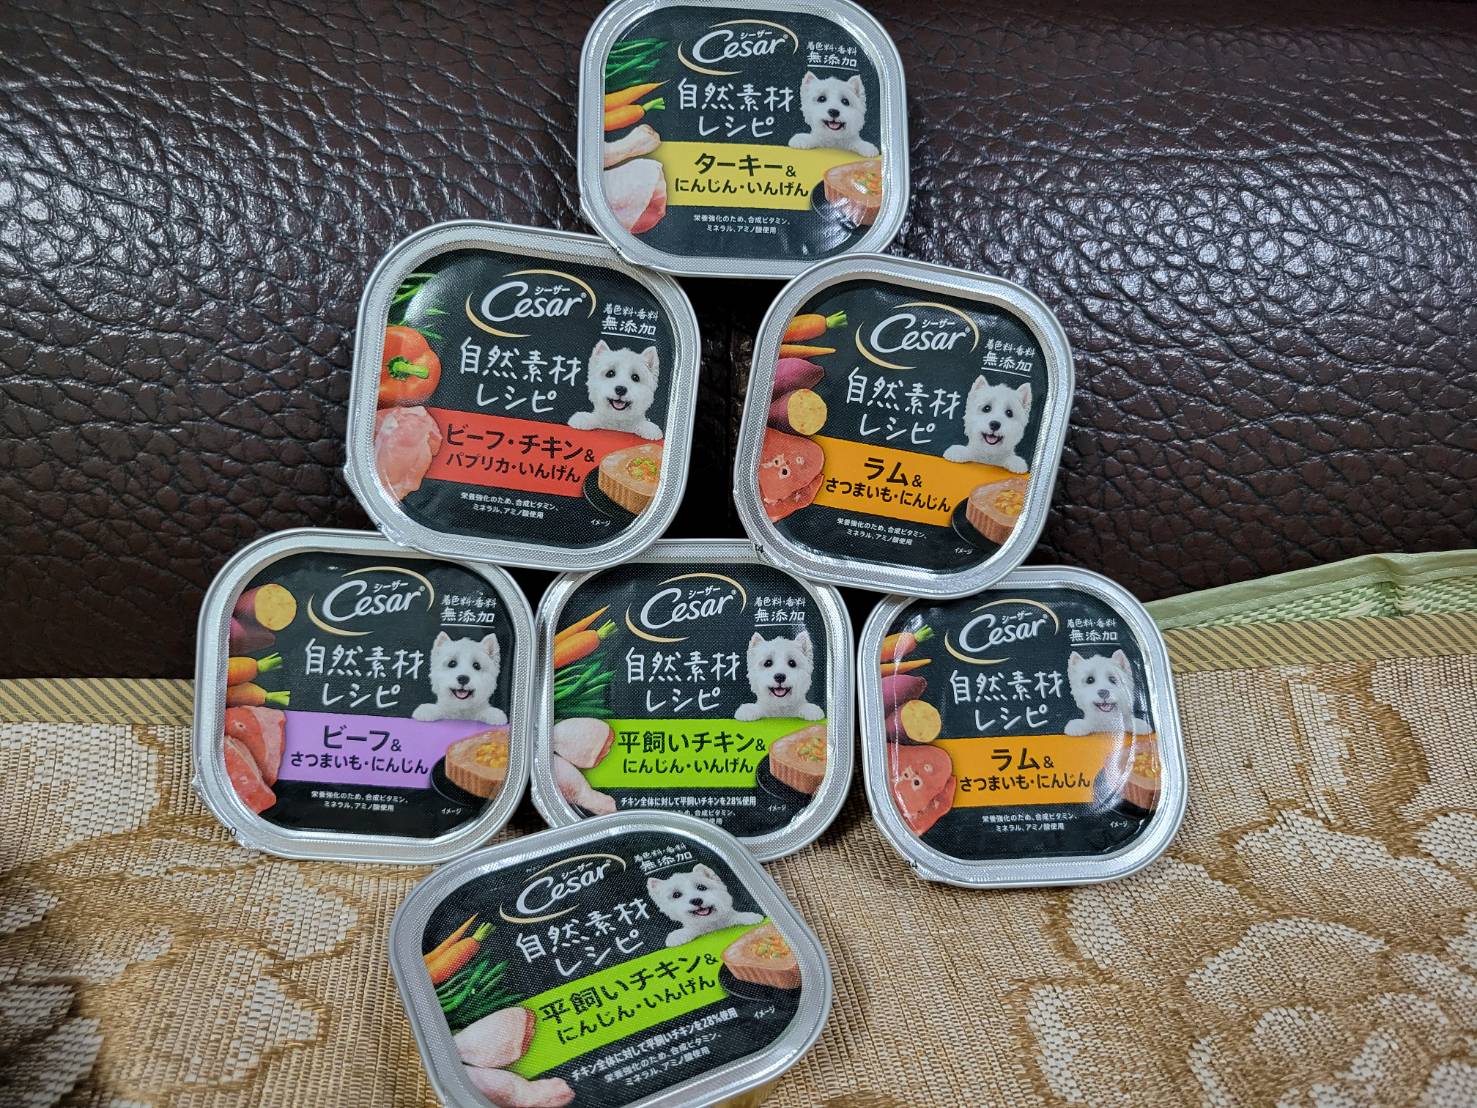 シーザー
Cesar®
着色料・香料
無添加
自然素材
レシピ
ターキー&
にんじん・いんげん
栄養強化のため、合成ビタミン、
ミネラル、アミノ酸使用
シーザー
Cesar®
着色料・香料
無添加
自然素材
レシピ
ビーフ・チキン&
パプリカ・いんげん
栄養強化のため、合成ビタミン、
ミネラル、アミノ酸使用
イメージ
シーザー
Cesar®
着色料・香料
無添加
自然素材
レシピ
ラム&
さつまいも・にんじん
栄養強化のため、合成ビタミン、
ミネラル、アミノ酸使用
イメージ
シーザー
Cesar®
着色料・香料
無添加
自然素材
レシピ
ビーフ&
さつまいも・にんじん
栄養強化のため、合成ビタミン、
ミネラル、アミノ酸使用
イメージ
シーザー
Cesar®
着色料・香料
無添加
自然素材
レシピ
平飼いチキン&
にんじん・いんげん
チキン全体に対して平飼いチキンを28%使用
イメージ
シーザー
Cesar®
着色料・香料
無添加
自然素材
レシピ
ラム&
さつまいも・にんじん
栄養強化のため、合成ビタミン、
ミネラル、アミノ酸使用
イメージ
シーザー
Cesar®
着色料・香料
無添加
自然素材
レシピ
平飼いチキン&
にんじん・いんげん
チキン全体に対して平飼いチキンを28%使用
栄養強化のため、合成ビタミン、
ミネラル、アミノ酸使用
イメージ